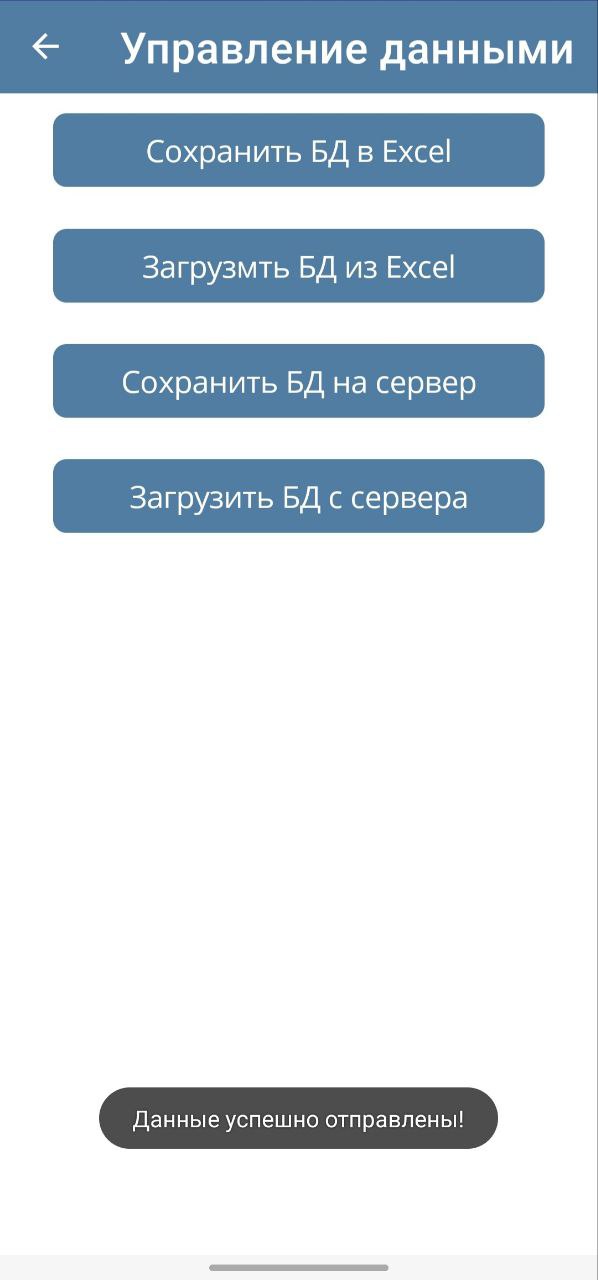 Управление данными
Сохранить БД в Excel
Загрузмть БД из Excel
Сохранить БД на сервер
Загрузить БД с сервера
Данные успешно отправлены!